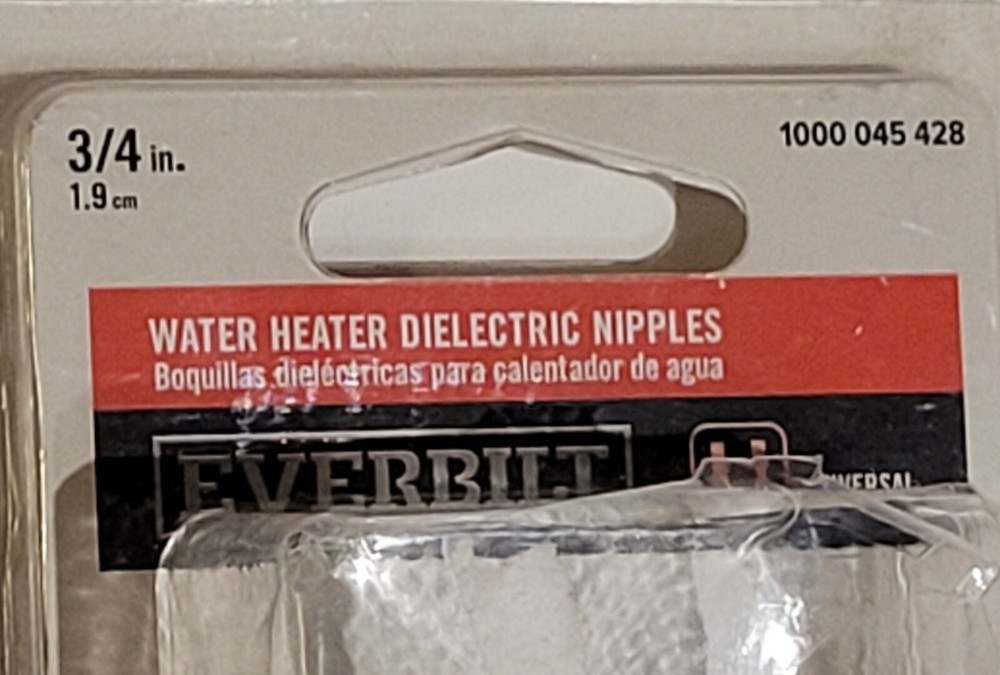 3/4 in.
1.9 cm
1000 045 428
WATER HEATER DIELECTRIC NIPPLES
Boquillas dieléctricas para calentador de agua
EVERBILT